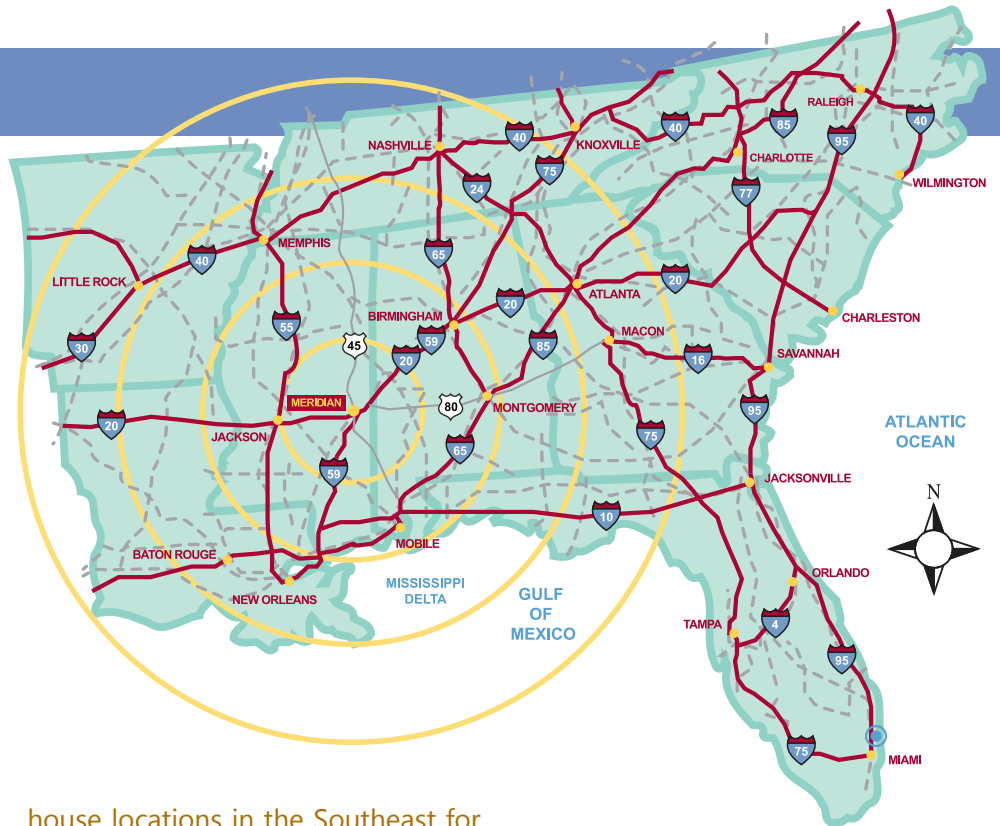 RALEIGH
40
85
95
40
40
KNOXVILLE
NASHVILLE
75
CHARLOTTE
24
77
WILMINGTON
MEMPHIS
65
40
LITTLE ROCK
20
20
ATLANTA
BIRMINGHAM
55
59
MACON
CHARLESTON
30
45
20
85
16
SAVANNAH
MERIDIAN
80
MONTGOMERY
95
20
JACKSON
75
ATLANTIC
OCEAN
65
59
JACKSONVILLE
N
10
MOBILE
BATON ROUGE
MISSISSIPPI
DELTA
ORLANDO
NEW ORLEANS
GULF
OF
MEXICO
TAMPA
4
95
75
MIAMI
house locations in the Southeast for